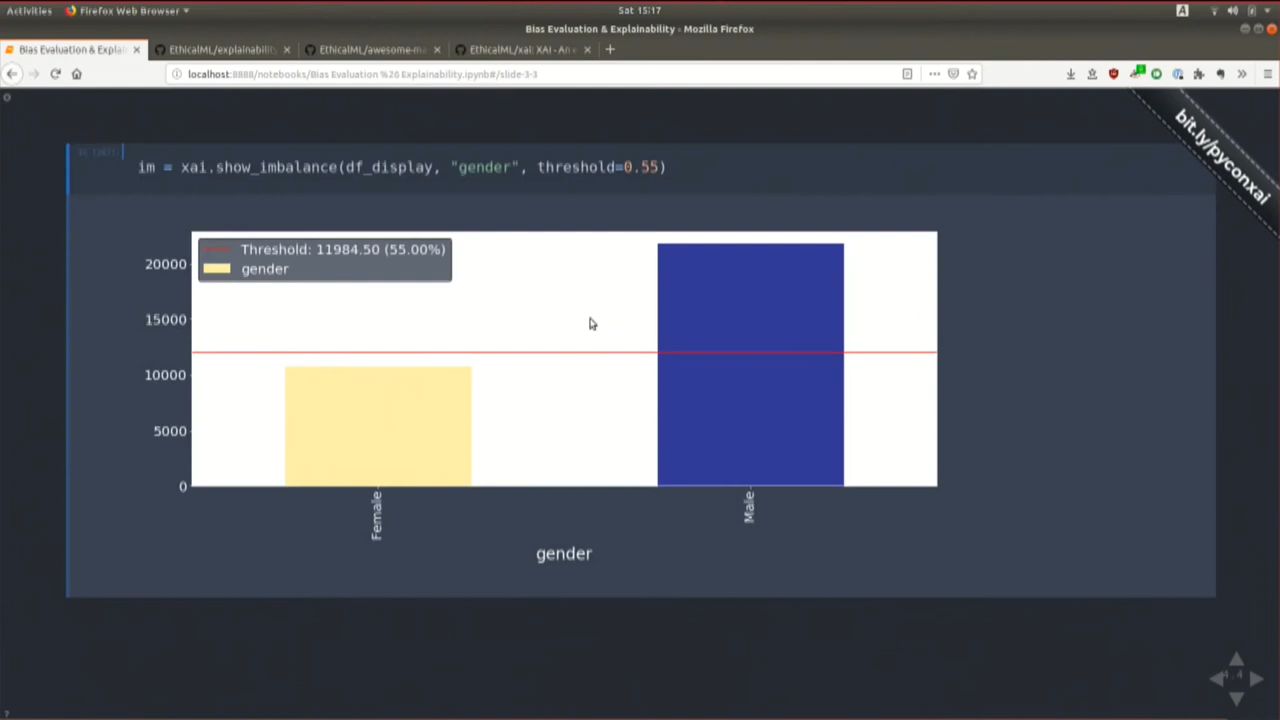 Activities Firefox Web Browser Sat 15:17 A
Bias Evaluation & Explainability - Mozilla Firefox
Bias Evaluation & Expla
EthicalML/explainability
EthicalML/awesome-ma
EthicalML/xai: XAI - An e
localhost:8888/notebooks/Bias Evaluation %26 Explainability.ipynb#/slide-3-3
bit.ly/pyconxai
im = xai.show_imbalance(df_display, "gender", threshold=0.55)
Threshold: 11984.50 (55.00%)
gender
20000
15000
10000
5000
0
Female
Male
gender
4.4
?